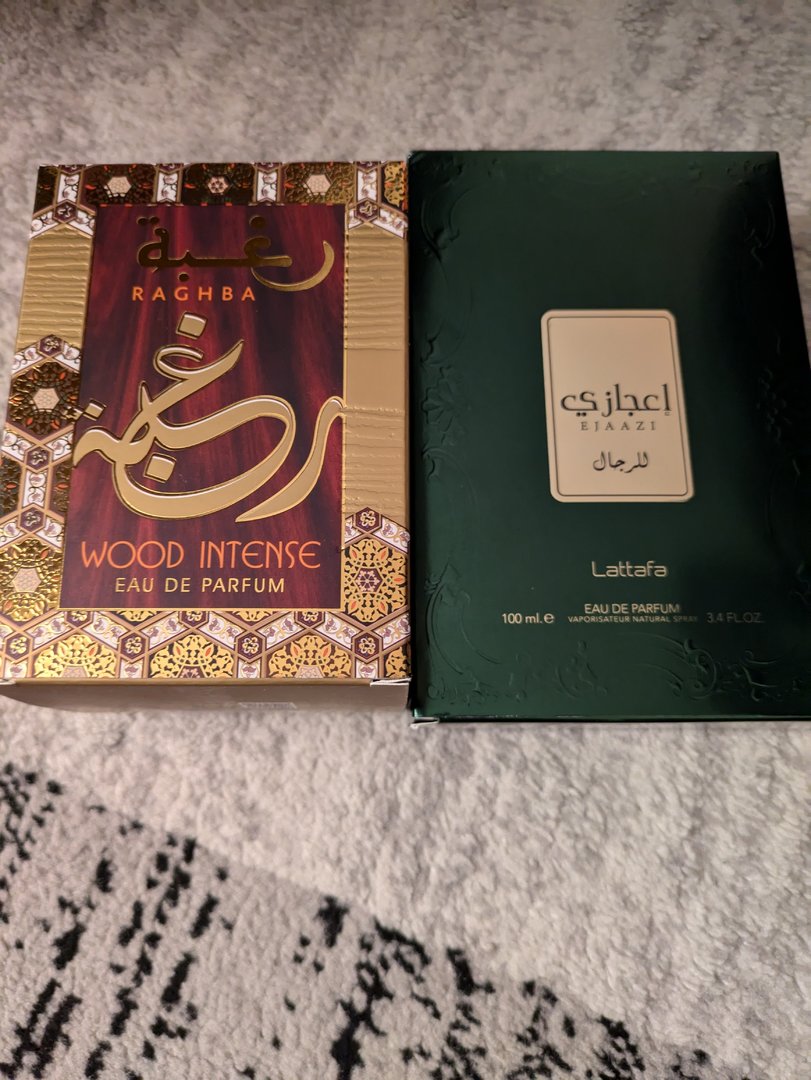 رغبة
RAGHBA
رغبة
WOOD INTENSE
EAU DE PARFUM
إعجازي
EJAAZI
للرجال
Lattafa
100 ml.e EAU DE PARFUM 3.4 FL.OZ.
VAPORISATEUR NATURAL SPRAY